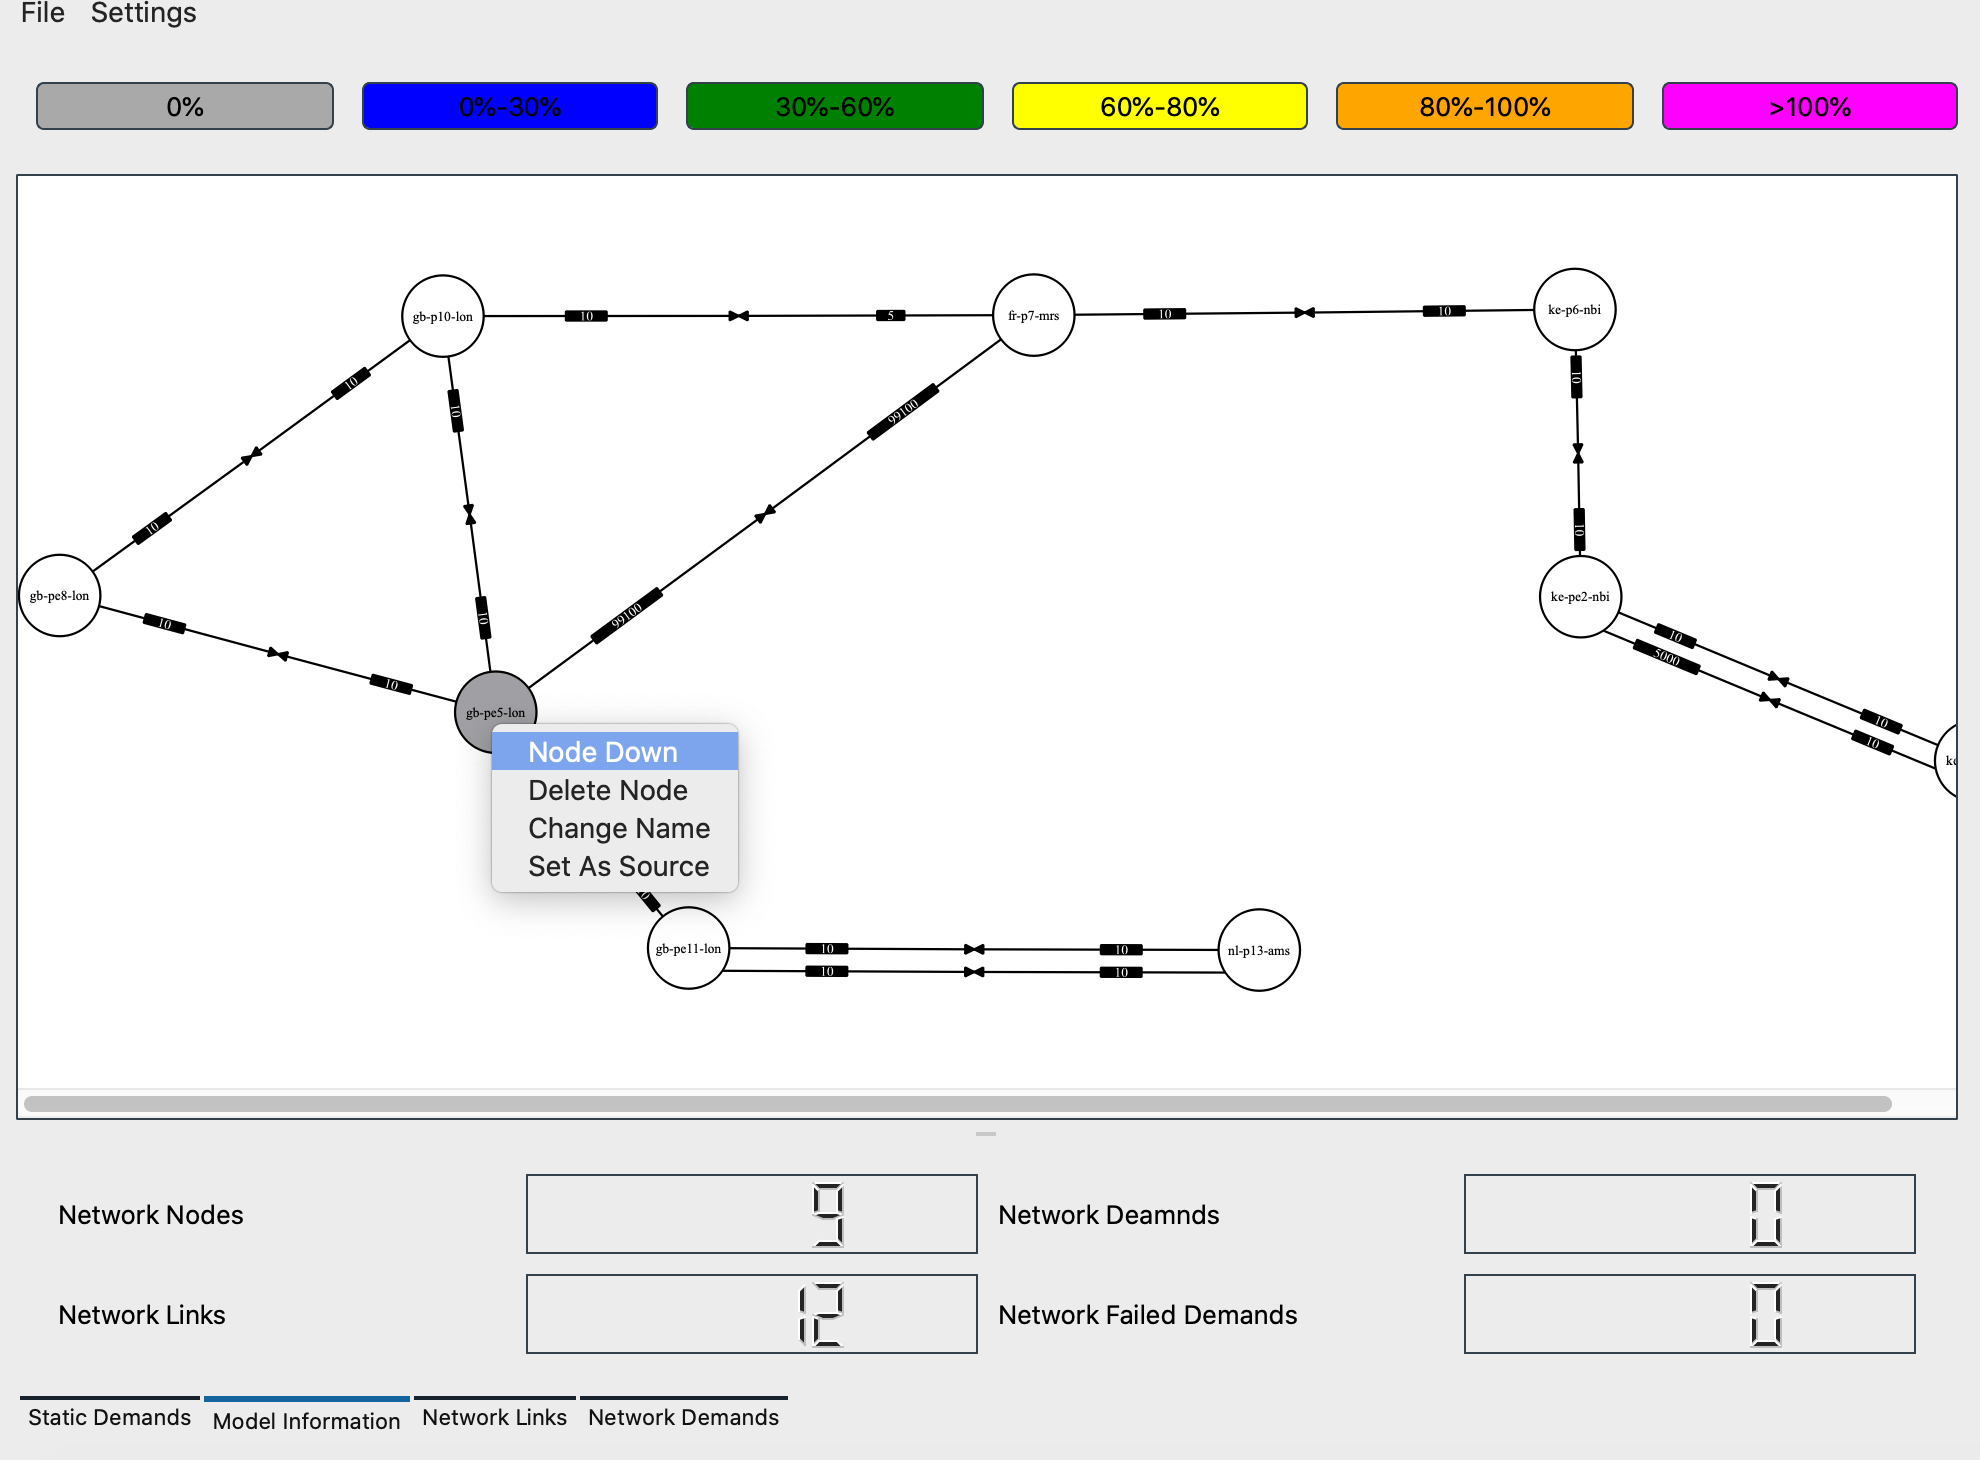 File Settings
0% 0%-30% 30%-60% 60%-80% 80%-100% >100%
gb-p10-lon 10 5 fr-p7-mrs 10 10 ke-p6-nbi
10 10 99100 10
10 10
gb-pe8-lon 10 10 99100 ke-pe2-nbi
10 10
5000
10 10
gb-pe5-lon
Node Down
Delete Node
Change Name
Set As Source
gb-pe11-lon 10 10 nl-p13-ams
10 10
Network Nodes 9 Network Deamnds 0
Network Links 12 Network Failed Demands 0
Static Demands Model Information Network Links Network Demands